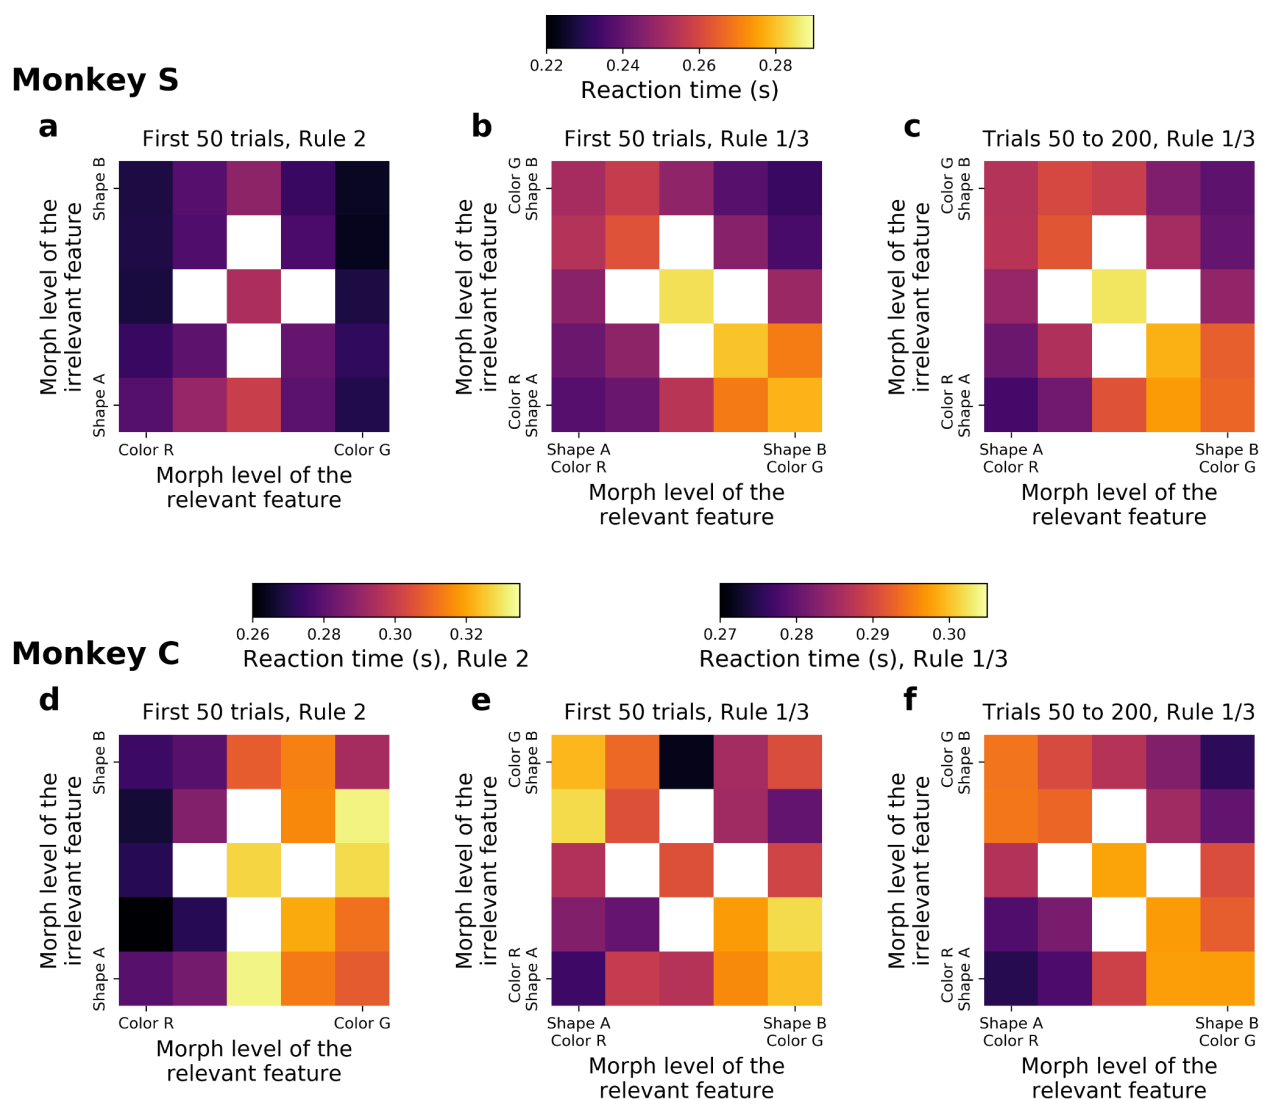 0.22 0.24 0.26 0.28
Reaction time (s)
Monkey S
a
First 50 trials, Rule 2
Morph level of the
irrelevant feature
Shape B
Shape A
Color R Color G
Morph level of the
relevant feature
b
First 50 trials, Rule 1/3
Morph level of the
irrelevant feature
Color G
Shape B
Color R
Shape A
Shape A Shape B
Color R Color G
Morph level of the
relevant feature
c
Trials 50 to 200, Rule 1/3
Morph level of the
irrelevant feature
Color G
Shape B
Color R
Shape A
Shape A Shape B
Color R Color G
Morph level of the
relevant feature
0.26 0.28 0.30 0.32
Reaction time (s), Rule 2
0.27 0.28 0.29 0.30
Reaction time (s), Rule 1/3
Monkey C
d
First 50 trials, Rule 2
Morph level of the
irrelevant feature
Shape B
Shape A
Color R Color G
Morph level of the
relevant feature
e
First 50 trials, Rule 1/3
Morph level of the
irrelevant feature
Color G
Shape B
Color R
Shape A
Shape A Shape B
Color R Color G
Morph level of the
relevant feature
f
Trials 50 to 200, Rule 1/3
Morph level of the
irrelevant feature
Color G
Shape B
Color R
Shape A
Shape A Shape B
Color R Color G
Morph level of the
relevant feature